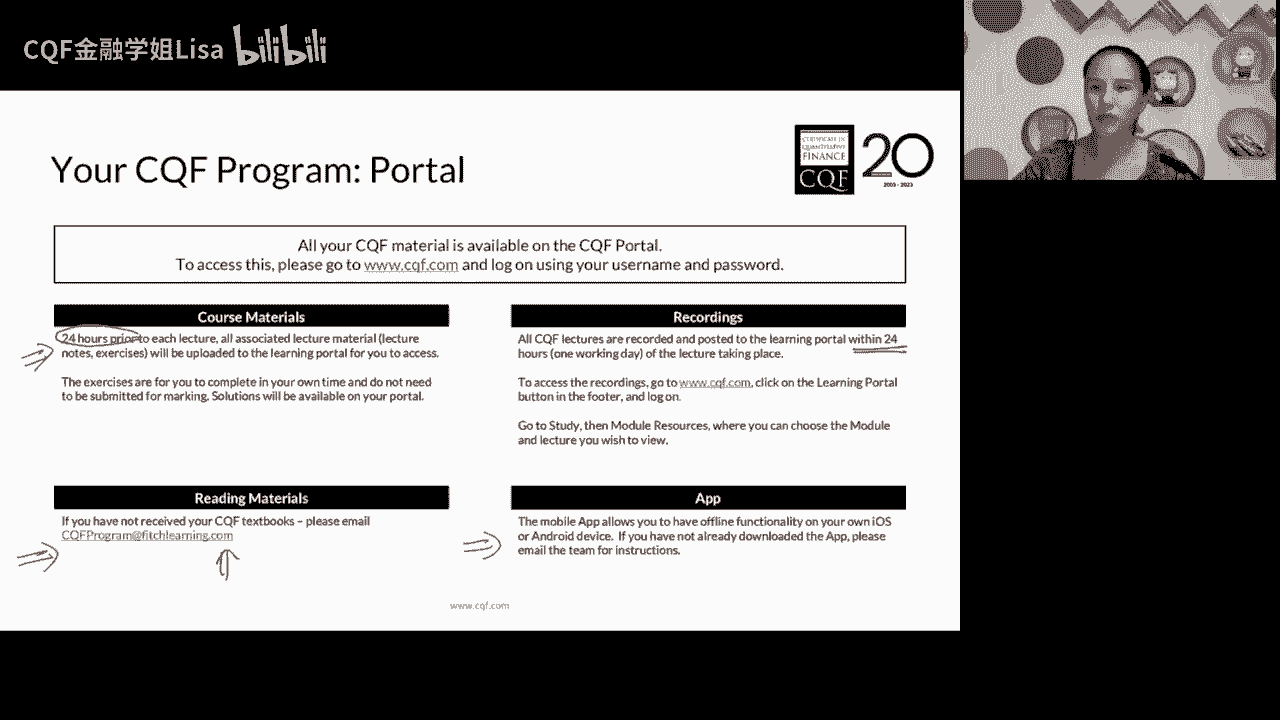 CQF金融学姐Lisa bilibili
Your CQF Program: Portal
CERTIFICATE IN
QUANTITATIVE
FINANCE
CQF
20
2003 - 2023
All your CQF material is available on the CQF Portal.
To access this, please go to www.cqf.com and log on using your username and password.
Course Materials
24 hours prior to each lecture, all associated lecture material (lecture
notes, exercises) will be uploaded to the learning portal for you to access.
The exercises are for you to complete in your own time and do not need
to be submitted for marking. Solutions will be available on your portal.
Recordings
All CQF lectures are recorded and posted to the learning portal within 24
hours (one working day) of the lecture taking place.
To access the recordings, go to www.cqf.com, click on the Learning Portal
button in the footer, and log on.
Go to Study, then Module Resources, where you can choose the Module
and lecture you wish to view.
Reading Materials
If you have not received your CQF textbooks – please email
CQFProgram@fitchlearning.com
App
The mobile App allows you to have offline functionality on your own iOS
or Android device. If you have not already downloaded the App, please
email the team for instructions.
www.cqf.com